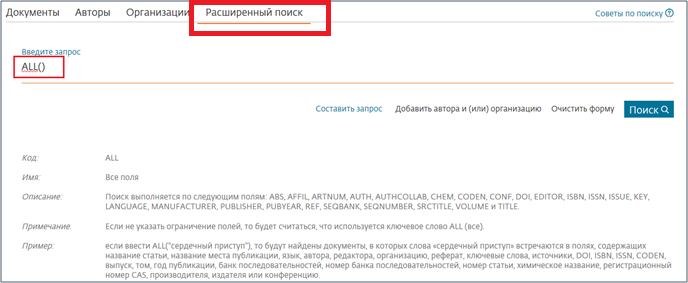 Документы Авторы Организации Расширенный поиск Советы по поиску ?
Введите запрос
ALL()
Составить запрос Добавить автора и (или) организацию Очистить форму Поиск
Код: ALL
Имя: Все поля
Описание: Поиск выполняется по следующим полям: ABS, AFFIL, ARTNUM, AUTH, AUTHCOLLAB, CHEM, CODEN, CONF, DOI, EDITOR, ISBN, ISSN, ISSUE, KEY,
LANGUAGE, MANUFACTURER, PUBLISHER, PUBYEAR, REF, SEQBANK, SEQNUMBER, SRCTITLE, VOLUME и TITLE.
Примечание: Если не указать ограничение полей, то будет считаться, что используется ключевое слово ALL (все).
Пример: если ввести ALL("сердечный приступ"), то будут найдены документы, в которых слова «сердечный приступ» встречаются в полях, содержащих
название статьи, название места публикации, язык, автора, редактора, организацию, реферат, ключевые слова, источники, DOI, ISBN, ISSN, CODEN,
выпуск, том, год публикации, банк последовательностей, номер банка последовательностей, номер статьи, химическое название, регистрационный
номер CAS, производителя, издателя или конференцию.